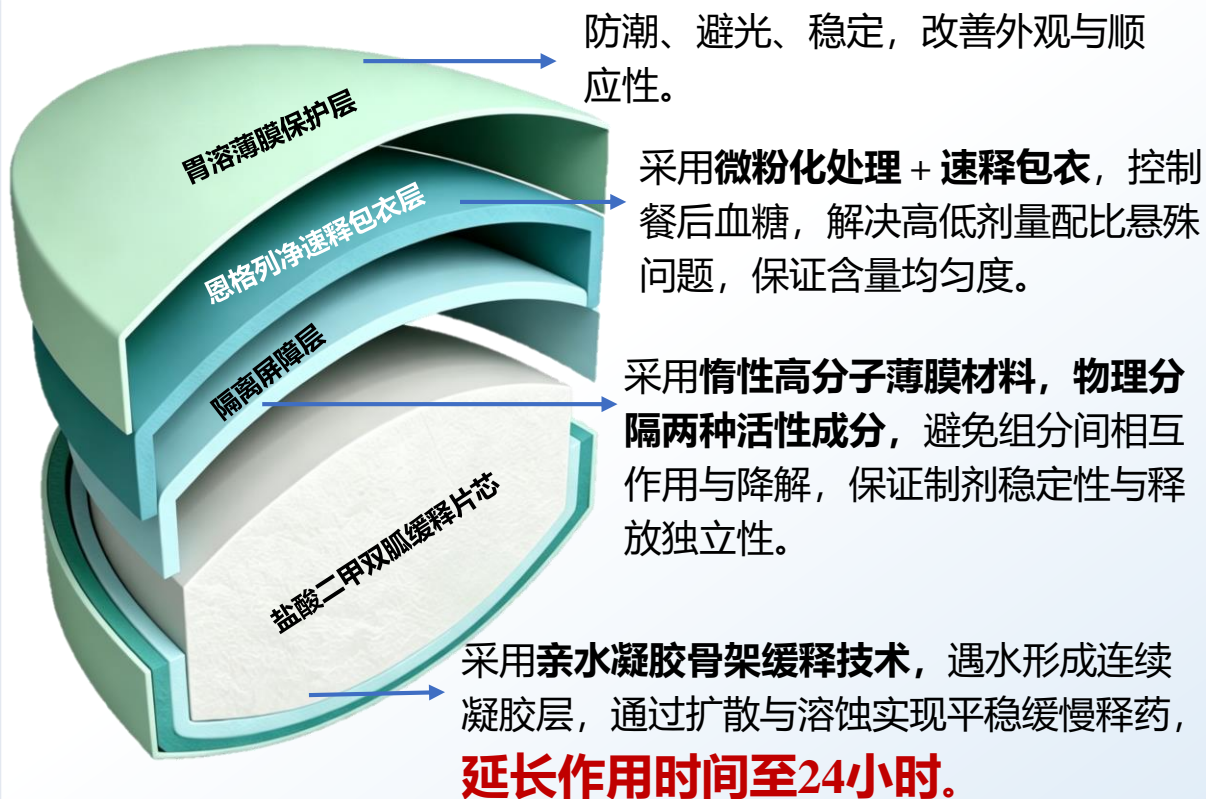 防潮、避光、稳定，改善外观与顺
应性。
胃溶薄膜保护层
采用微粉化处理 + 速释包衣，控制
餐后血糖，解决高低剂量配比悬殊
问题，保证含量均匀度。
恩格列净速释包衣层
隔离屏障层
采用惰性高分子薄膜材料，物理分
隔两种活性成分，避免组分间相互
作用与降解，保证制剂稳定性与释
放独立性。
盐酸二甲双胍缓释片芯
采用亲水凝胶骨架缓释技术，遇水形成连续
凝胶层，通过扩散与溶蚀实现平稳缓慢释药，
延长作用时间至24小时。